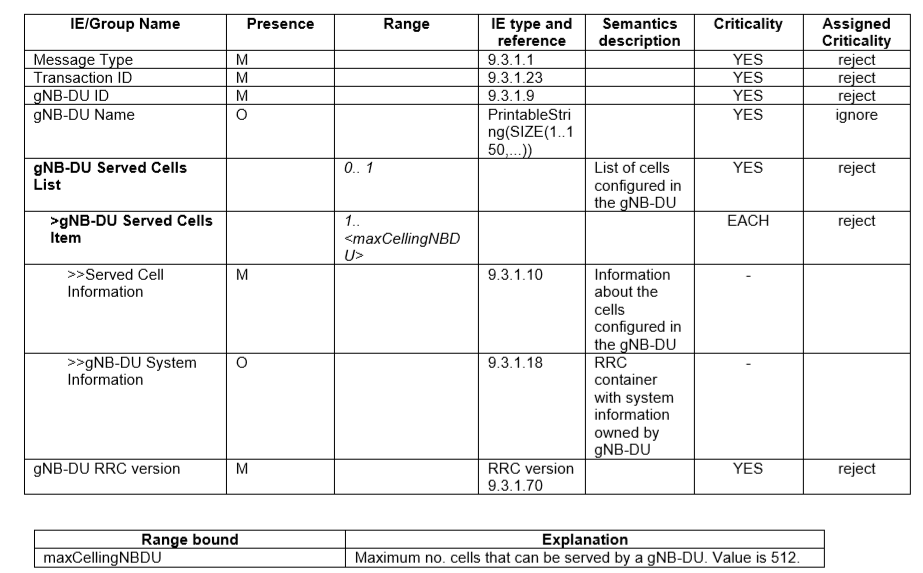 IE/Group Name Presence Range IE type and reference Semantics description Criticality Assigned Criticality
Message Type M 9.3.1.1 YES reject
Transaction ID M 9.3.1.23 YES reject
gNB-DU ID M 9.3.1.9 YES reject
gNB-DU Name O PrintableStri
ng(SIZE(1..1
50,...)) YES ignore
gNB-DU Served Cells
List 0.. 1 List of cells
configured in
the gNB-DU YES reject
>gNB-DU Served Cells
Item 1..
<maxCellingNBD
U> EACH reject
>>Served Cell
Information M 9.3.1.10 Information
about the
cells
configured in
the gNB-DU -
>>gNB-DU System
Information O 9.3.1.18 RRC
container
with system
information
owned by
gNB-DU -
gNB-DU RRC version M RRC version
9.3.1.70 YES reject
Range bound Explanation
maxCellingNBDU Maximum no. cells that can be served by a gNB-DU. Value is 512.